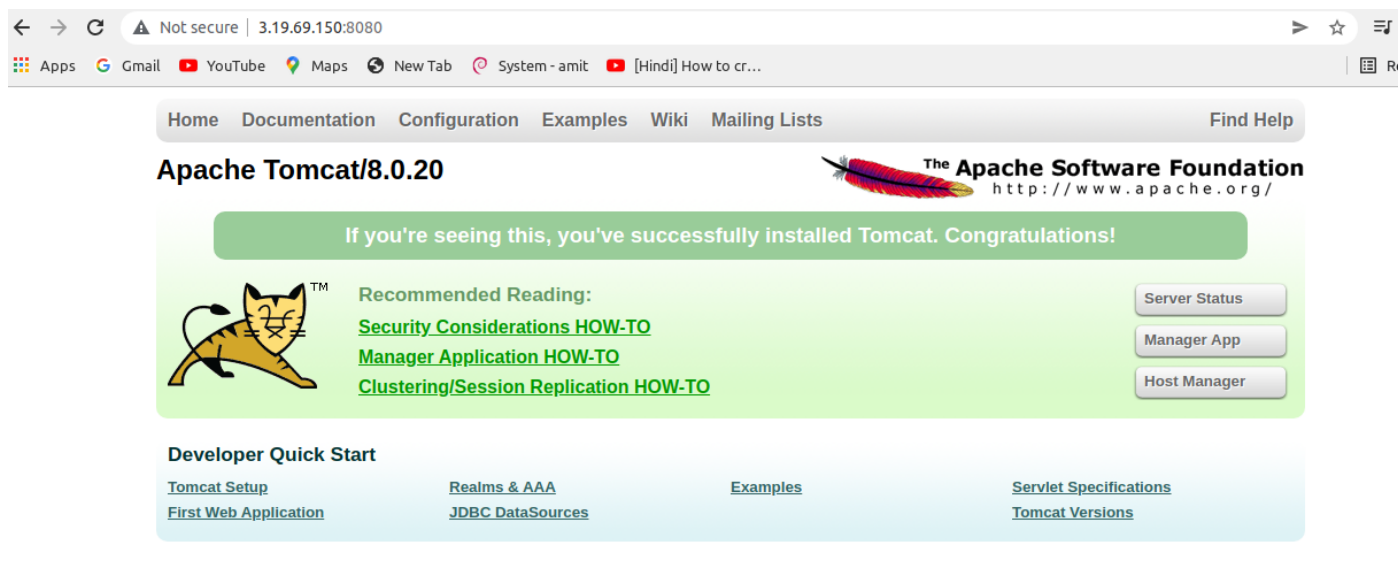 Not secure | 3.19.69.150:8080
Apps Gmail YouTube Maps New Tab System - amit [Hindi] How to cr...
Home Documentation Configuration Examples Wiki Mailing Lists Find Help
Apache Tomcat/8.0.20
The Apache Software Foundation
http://www.apache.org/
If you're seeing this, you've successfully installed Tomcat. Congratulations!
TM
Recommended Reading:
Security Considerations HOW-TO
Manager Application HOW-TO
Clustering/Session Replication HOW-TO
Server Status
Manager App
Host Manager
Developer Quick Start
Tomcat Setup Realms & AAA Examples Servlet Specifications
First Web Application JDBC DataSources Tomcat Versions